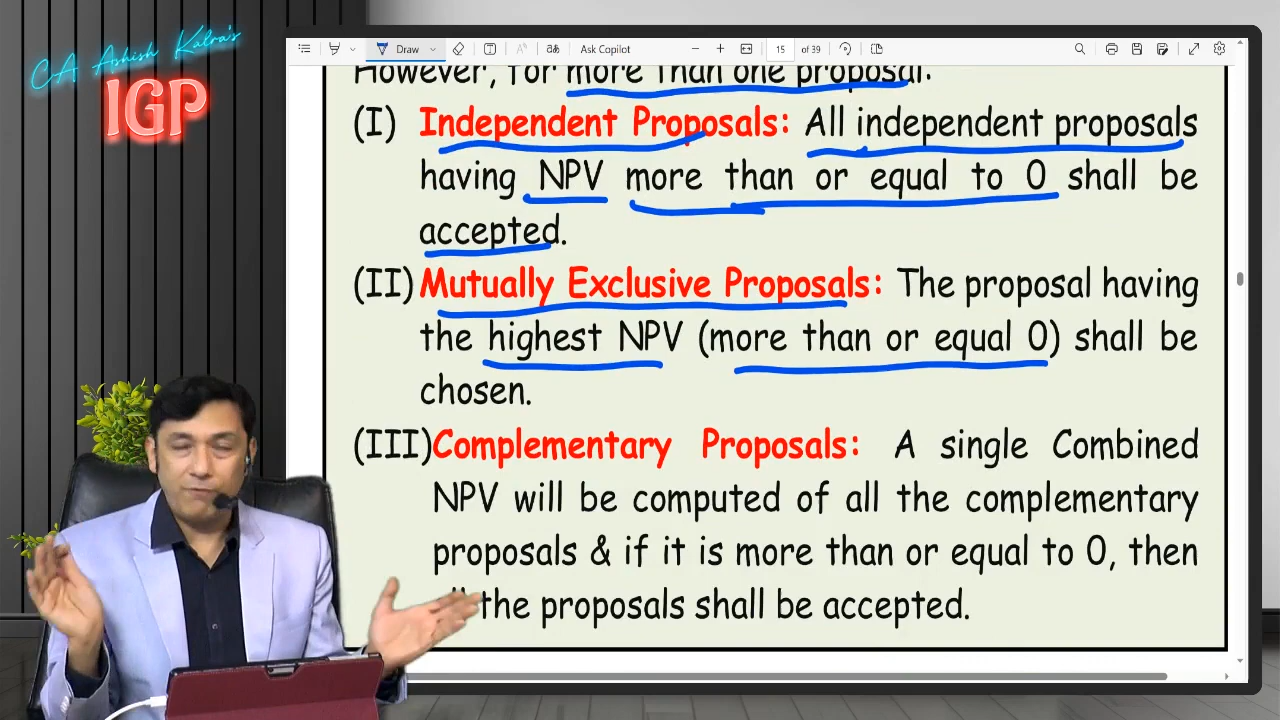 CA Ashish Kalra's
IGP
Draw
Ask Copilot
15 of 39
However, for more than one proposal:
(I) Independent Proposals: All independent proposals
having NPV more than or equal to 0 shall be
accepted.
(II) Mutually Exclusive Proposals: The proposal having
the highest NPV (more than or equal 0) shall be
chosen.
(III) Complementary Proposals: A single Combined
NPV will be computed of all the complementary
proposals & if it is more than or equal to 0, then
the proposals shall be accepted.